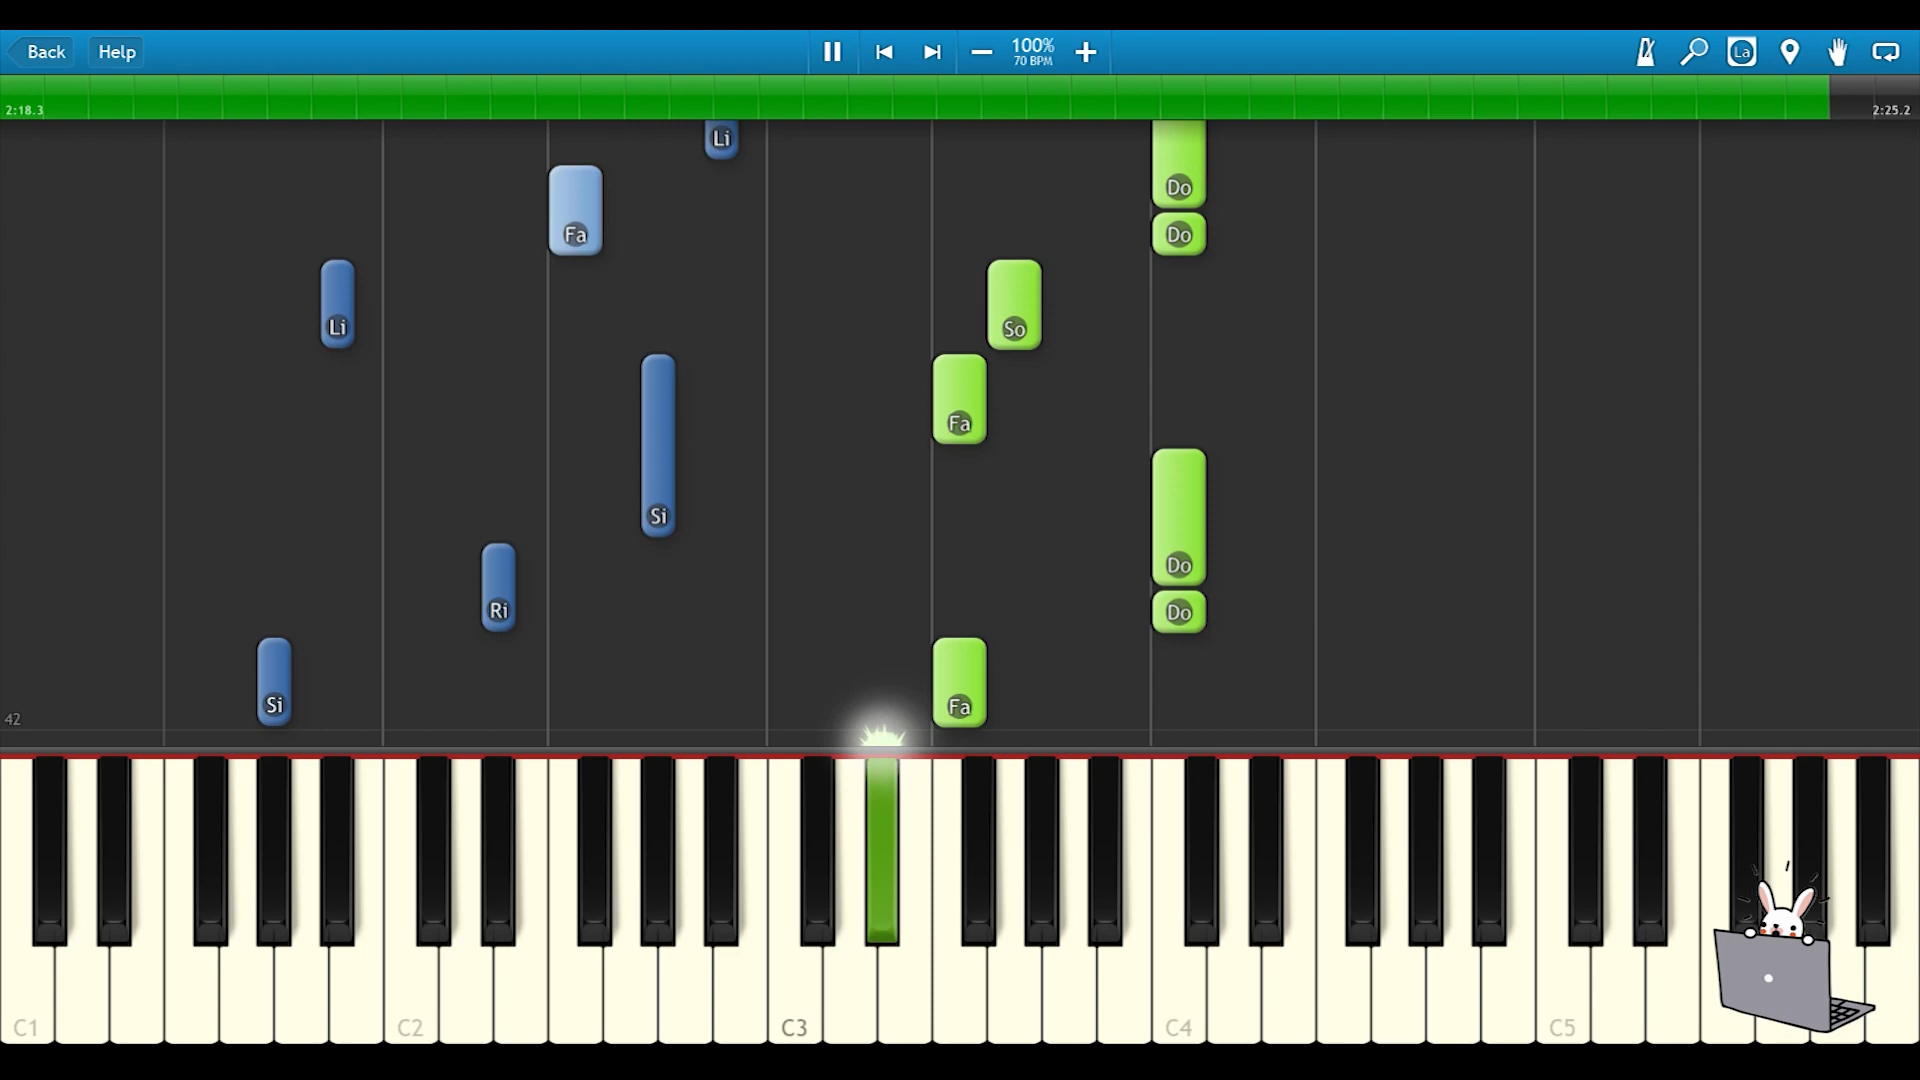 Back Help 100% La
70 BPM
2:18.3 2:25.2
Li
Do
Fa Do
Li So
Fa
Si
Do
Ri Do
Si Fa
42
C1 C2 C3 C4 C5